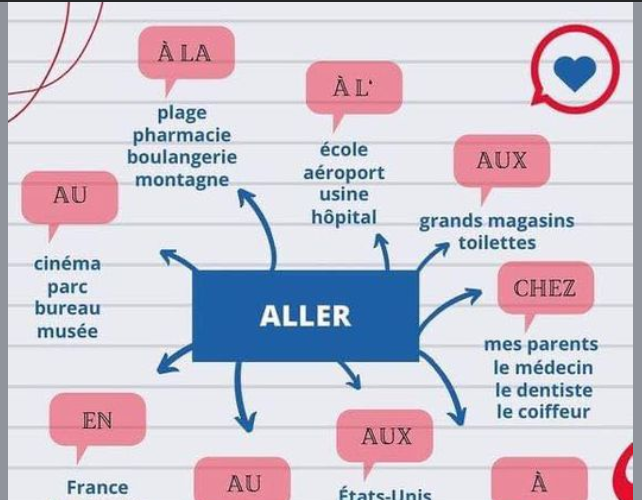 À LA
plage
pharmacie
boulangerie
montagne
À L'
école
aéroport
usine
hôpital
AUX
grands magasins
toilettes
AU
cinéma
parc
bureau
musée
ALLER
CHEZ
mes parents
le médecin
le dentiste
le coiffeur
EN
France
AU
AUX
États-Unis
À